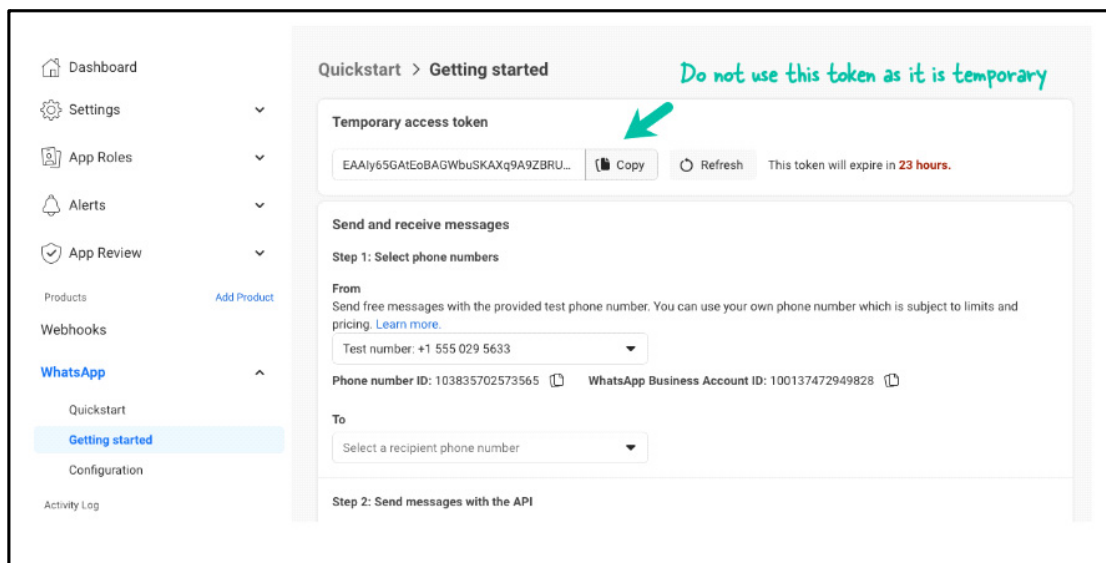 Dashboard
Settings
App Roles
Alerts
App Review
Products Add Product
Webhooks
WhatsApp
Quickstart
Getting started
Configuration
Activity Log
Quickstart > Getting started
Do not use this token as it is temporary
Temporary access token
EAAIy65GAtEoBAGWbuSKAXq9A9ZBRU... Copy Refresh This token will expire in 23 hours.
Send and receive messages
Step 1: Select phone numbers
From
Send free messages with the provided test phone number. You can use your own phone number which is subject to limits and
pricing. Learn more.
Test number: +1 555 029 5633
Phone number ID: 103835702573565 WhatsApp Business Account ID: 100137472949828
To
Select a recipient phone number
Step 2: Send messages with the API